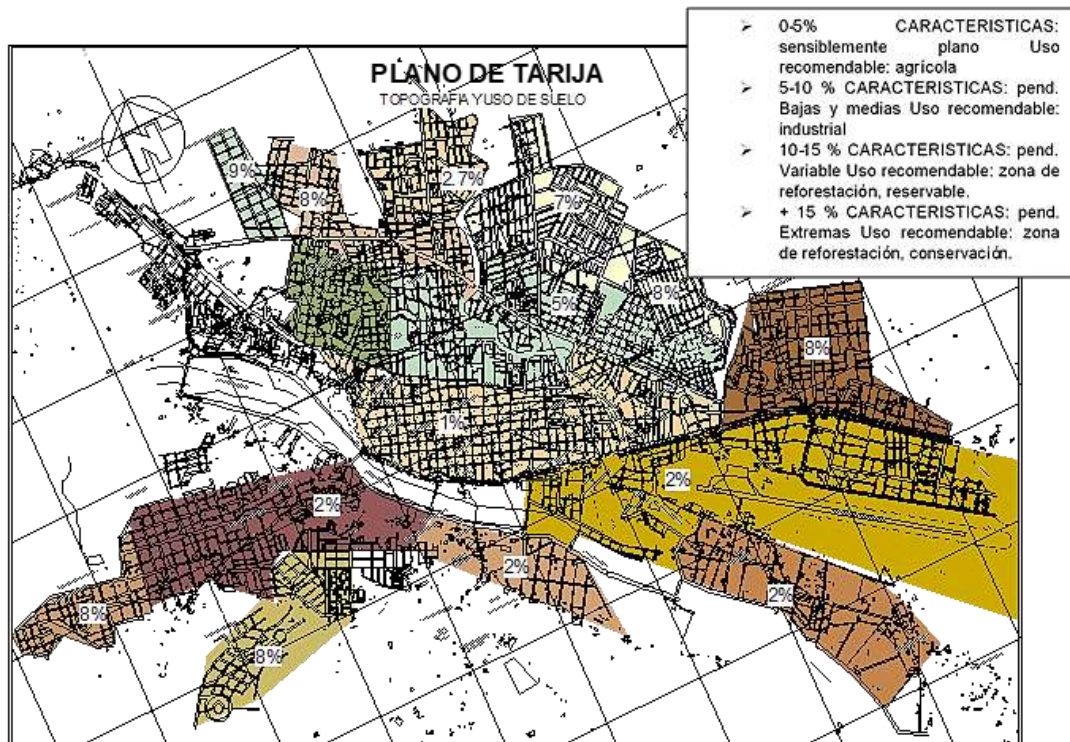 ➢ 0-5% CARACTERISTICAS:
sensiblemente plano Uso
recomendable: agrícola
➢ 5-10 % CARACTERISTICAS: pend.
Bajas y medias Uso recomendable:
industrial
➢ 10-15 % CARACTERISTICAS: pend.
Variable Uso recomendable: zona de
reforestación, reservable.
➢ + 15 % CARACTERISTICAS: pend.
Extremas Uso recomendable: zona
de reforestación, conservación.
PLANO DE TARIJA
TOPOGRAFIA Y USO DE SUELO
N
9%
8%
2.7%
7%
5%
8%
8%
1%
2%
2%
2%
2%
8%
8%